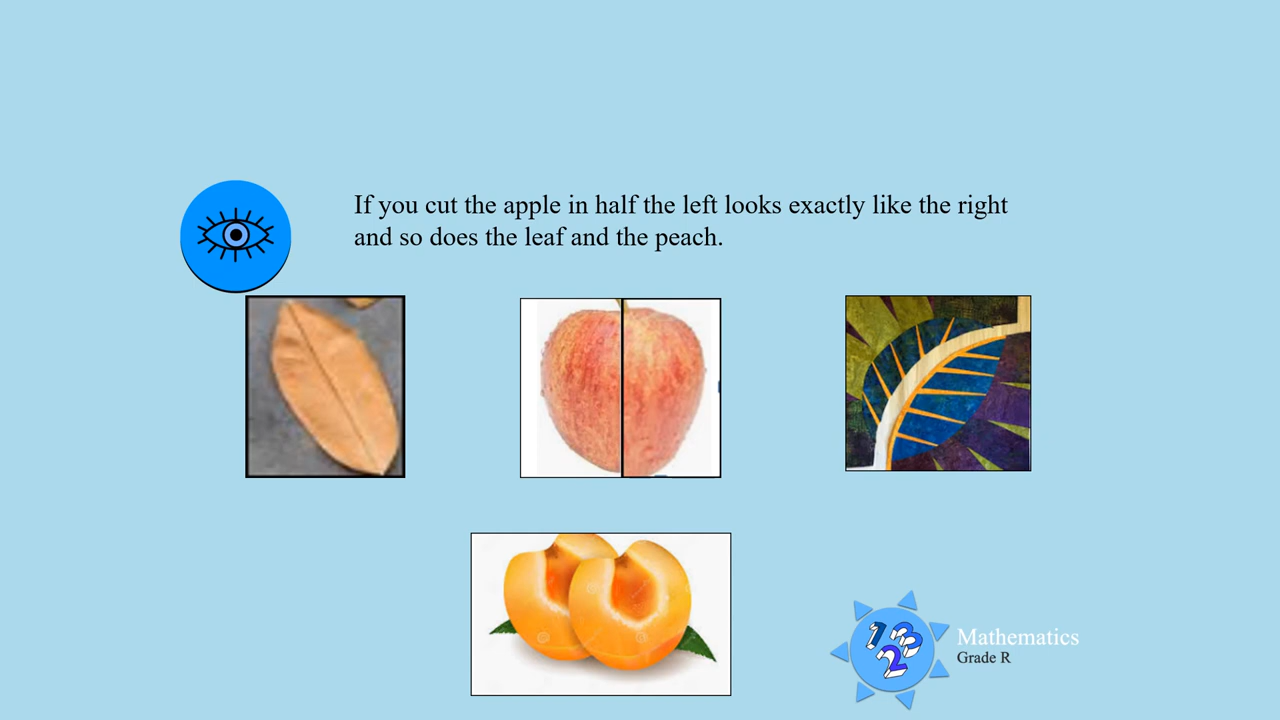 If you cut the apple in half the left looks exactly like the right
and so does the leaf and the peach.
123
Mathematics
Grade R